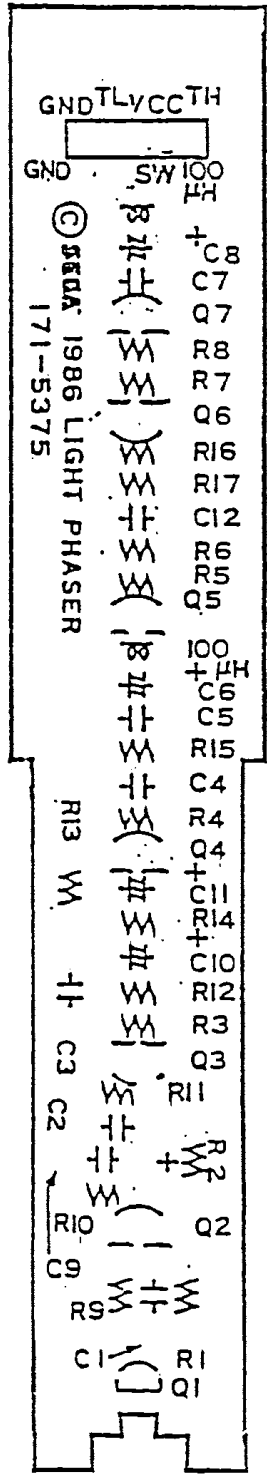 GND TL VCC TH
GND SW 100 µH
© SEGA 1986 LIGHT PHASER
171-5375
+ C8
C7
Q7
R8
R7
Q6
R16
R17
C12
R6
R5
Q5
100
+ µH
C6
C5
R15
C4
R13
R4
Q4
+
C11
R14
+
C10
R12
R3
C3
Q3
R11
C2
+ R2
R10
Q2
C9
R9
C1
R1
Q1